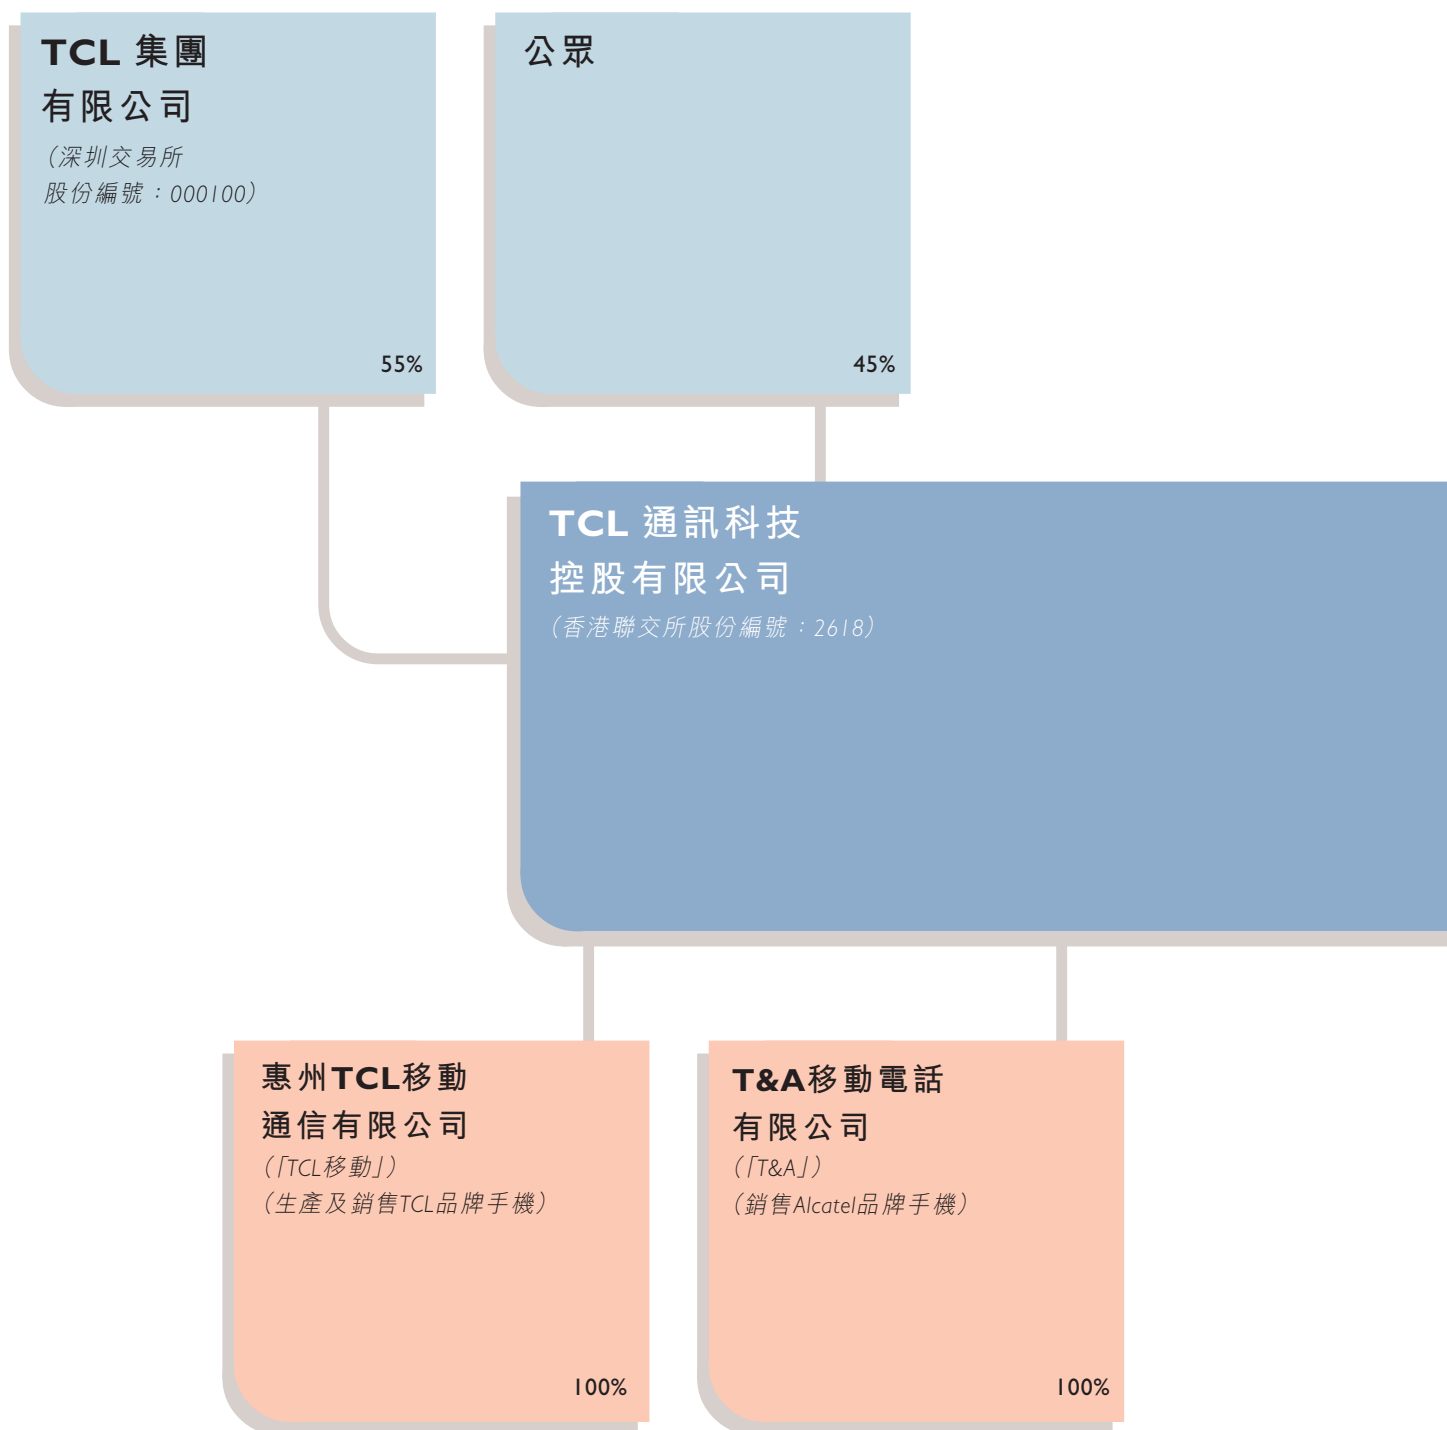 TCL 集團
有限公司
（深圳交易所
股份編號：000100）
55%
公眾
45%
TCL 通訊科技
控股有限公司
（香港聯交所股份編號：2618）
惠州TCL移動
通信有限公司
（「TCL移動」）
（生產及銷售TCL品牌手機）
100%
T&A移動電話
有限公司
（「T&A」）
（銷售Alcatel品牌手機）
100%